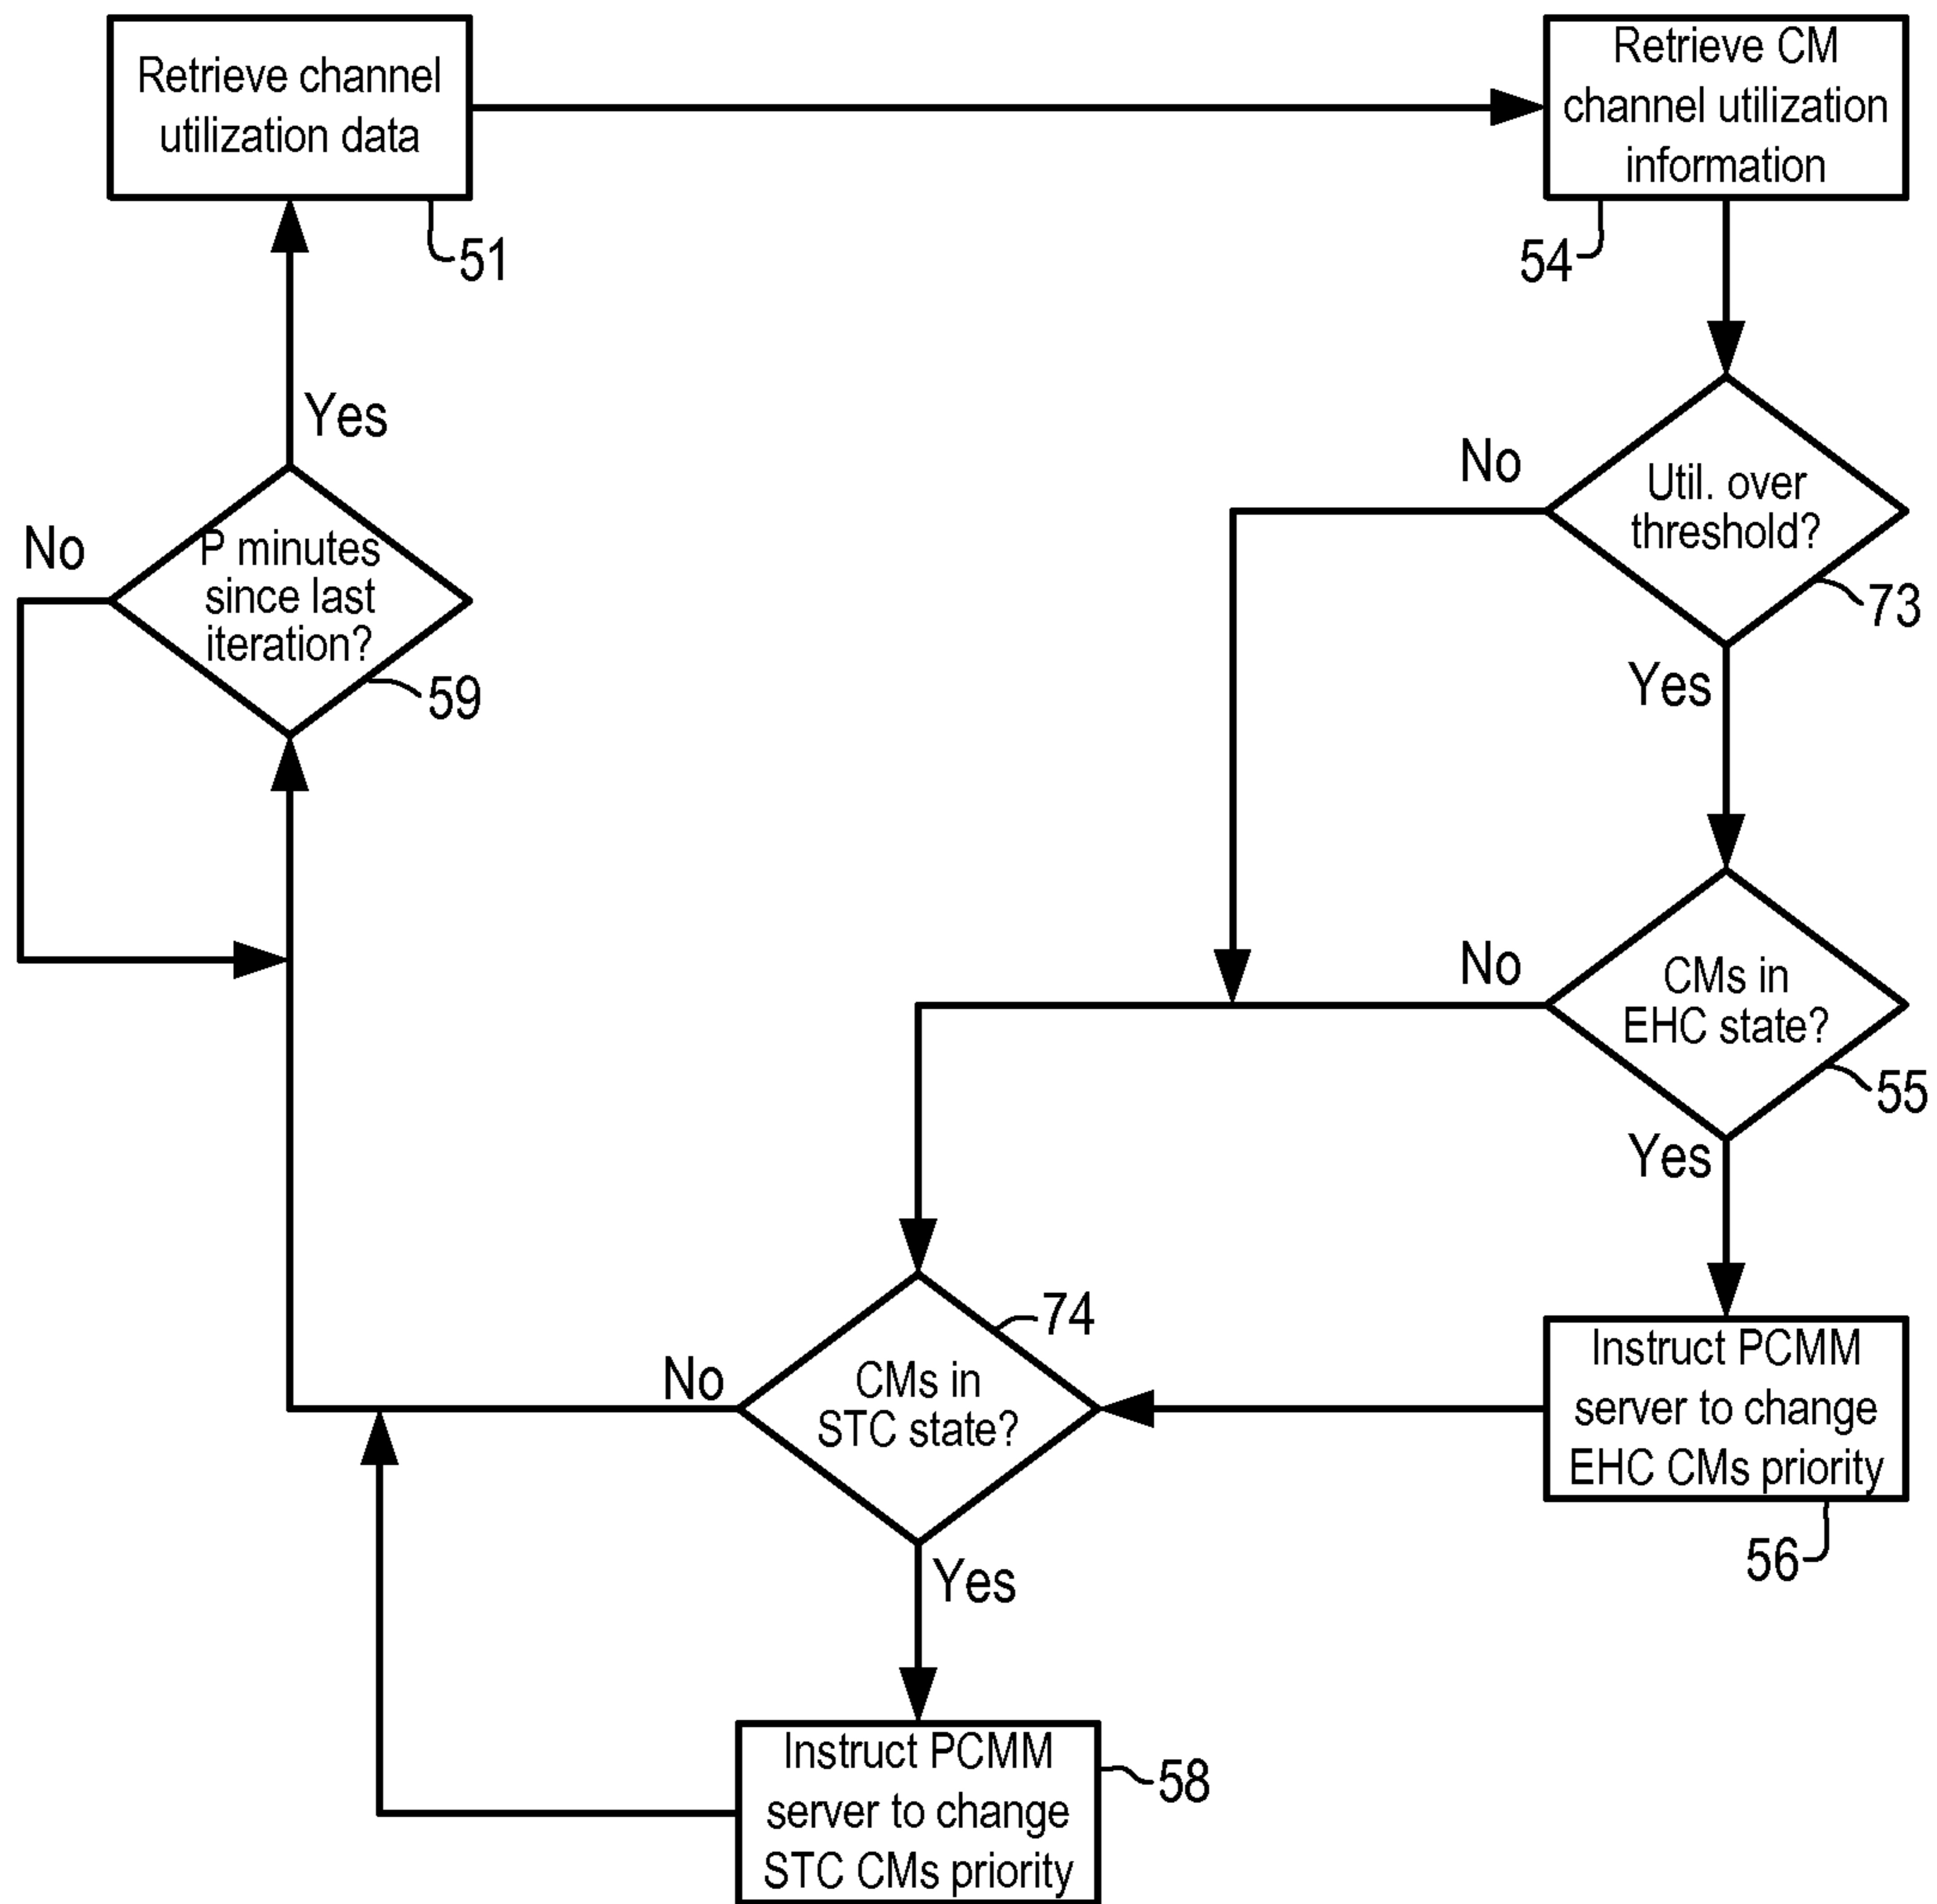 Retrieve channel
utilization data
51
Retrieve CM
channel utilization
information
54
Yes
No
P minutes
since last
iteration?
59
No
Util. over
threshold?
73
Yes
No
CMs in
EHC state?
55
Yes
74
No
CMs in
STC state?
Yes
Instruct PCMM
server to change
EHC CMs priority
56
Instruct PCMM
server to change
STC CMs priority
58